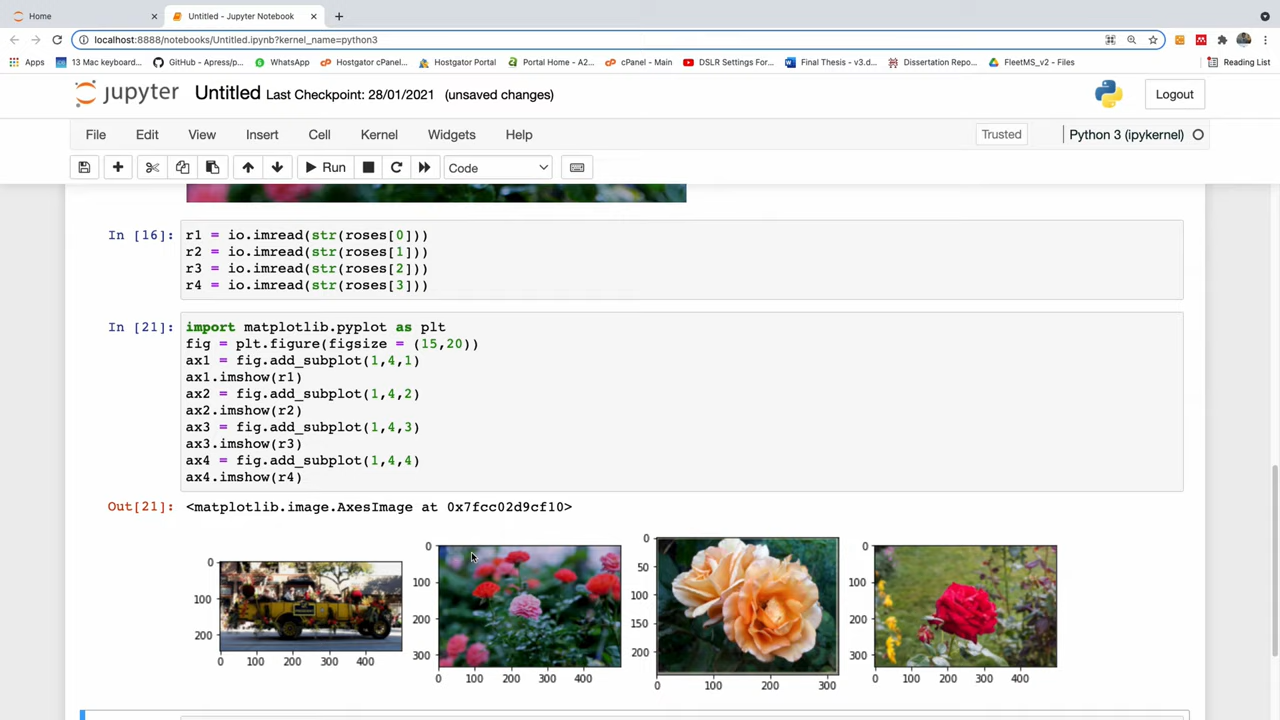 Home
Untitled - Jupyter Notebook
localhost:8888/notebooks/Untitled.ipynb?kernel_name=python3
Apps
13 Mac keyboard...
GitHub - Apress/p...
WhatsApp
Hostgator cPanel...
Hostgator Portal
Portal Home - A2...
cPanel - Main
DSLR Settings For...
Final Thesis - v3.d...
Dissertation Repo...
FleetMS_v2 - Files
Reading List
jupyter Untitled Last Checkpoint: 28/01/2021 (unsaved changes)
Logout
File Edit View Insert Cell Kernel Widgets Help
Trusted
Python 3 (ipykernel)
Run
Code
In [16]:
r1 = io.imread(str(roses[0]))
r2 = io.imread(str(roses[1]))
r3 = io.imread(str(roses[2]))
r4 = io.imread(str(roses[3]))
In [21]:
import matplotlib.pyplot as plt
fig = plt.figure(figsize = (15,20))
ax1 = fig.add_subplot(1,4,1)
ax1.imshow(r1)
ax2 = fig.add_subplot(1,4,2)
ax2.imshow(r2)
ax3 = fig.add_subplot(1,4,3)
ax3.imshow(r3)
ax4 = fig.add_subplot(1,4,4)
ax4.imshow(r4)
Out[21]: <matplotlib.image.AxesImage at 0x7fcc02d9cf10>
0
100
200
0 100 200 300 400
0
100
200
300
0 100 200 300 400
0
50
100
150
200
0 100 200 300
0
100
200
300
0 100 200 300 400